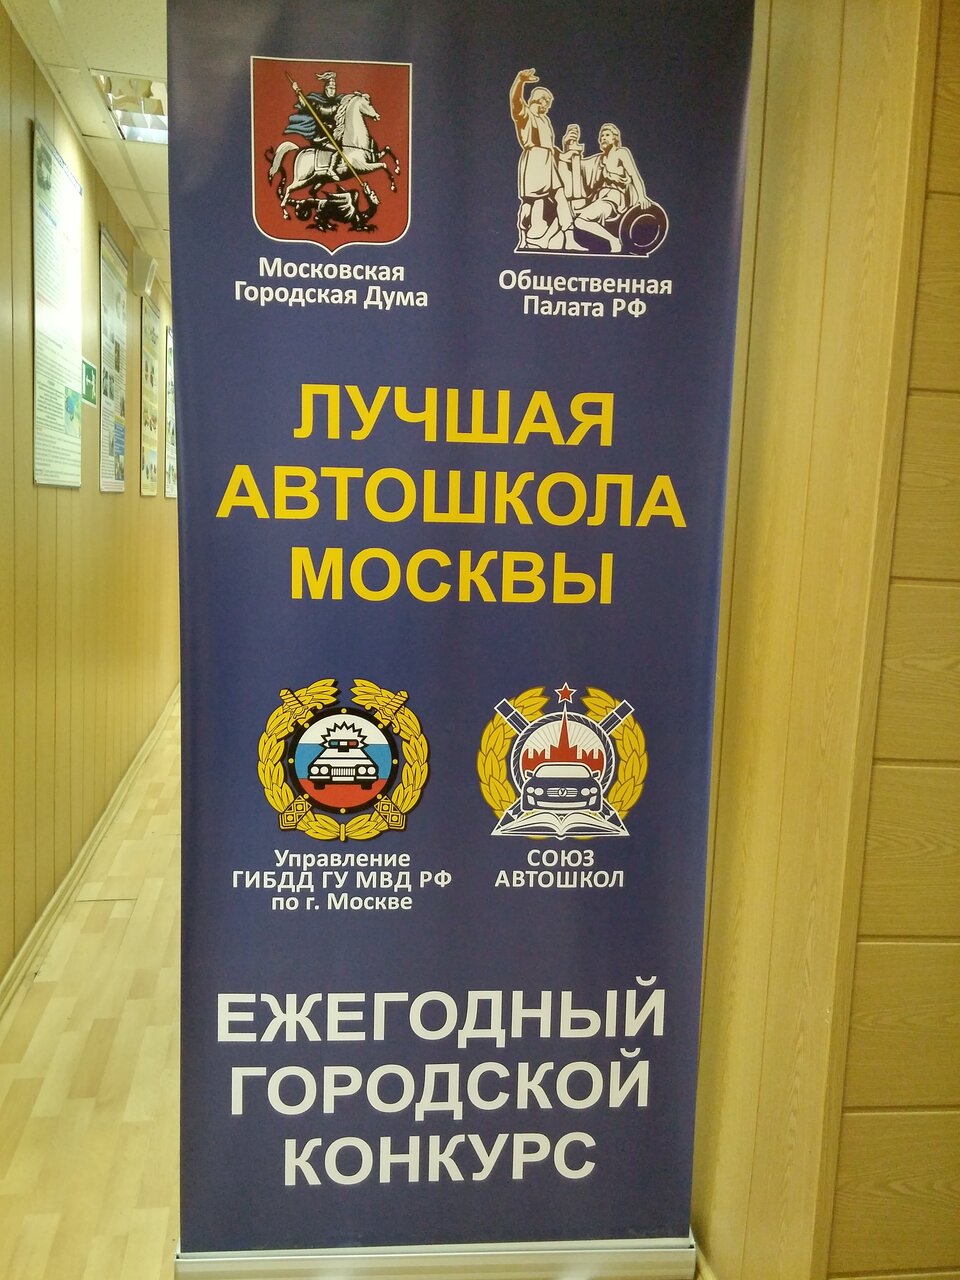 Московская
Городская Дума
Общественная
Палата РФ
ЛУЧШАЯ
АВТОШКОЛА
МОСКВЫ
Управление
ГИБДД ГУ МВД РФ
по г. Москве
СОЮЗ
АВТОШКОЛ
ЕЖЕГОДНЫЙ
ГОРОДСКОЙ
КОНКУРС